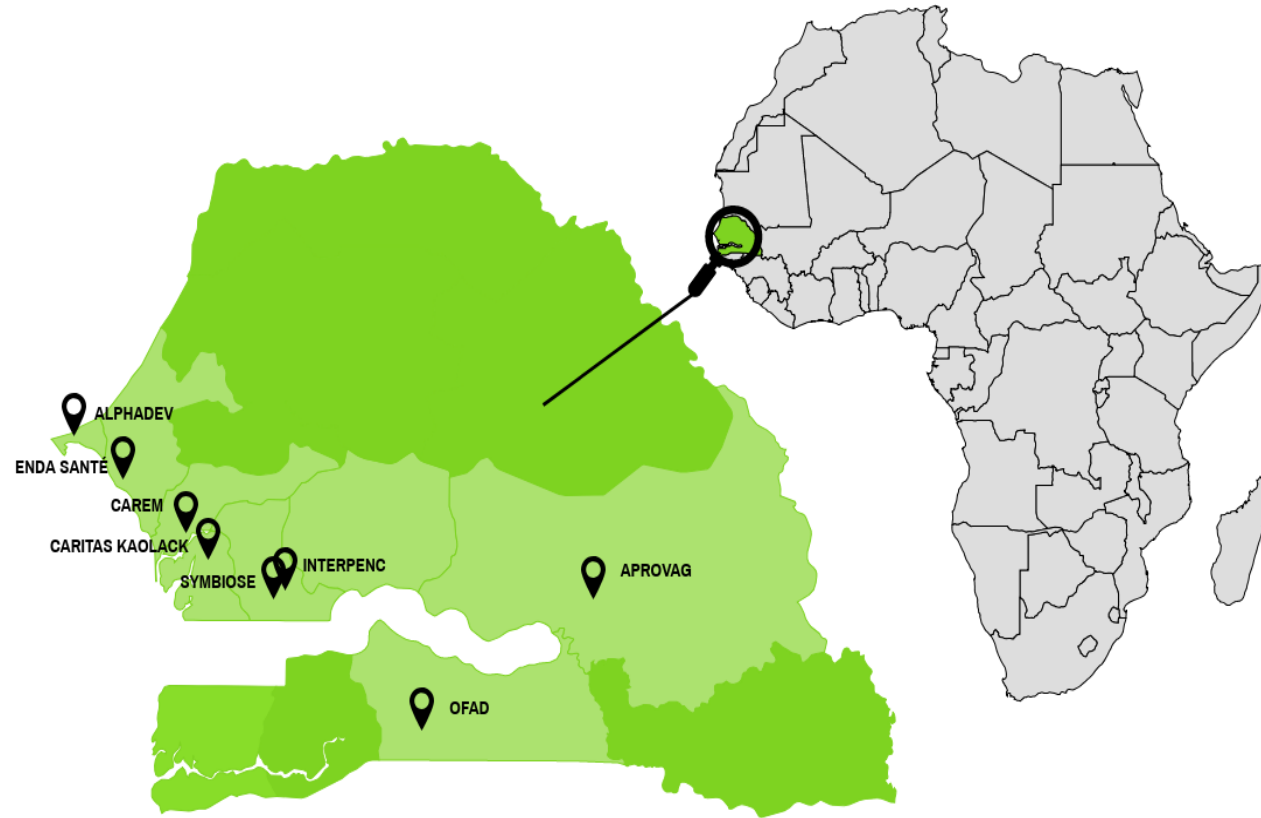 ALPHADEV
ENDA SANTÉ
CAREM
CARITAS KAOLACK
SYMBIOSE
INTERPENC
APROVAG
OFAD